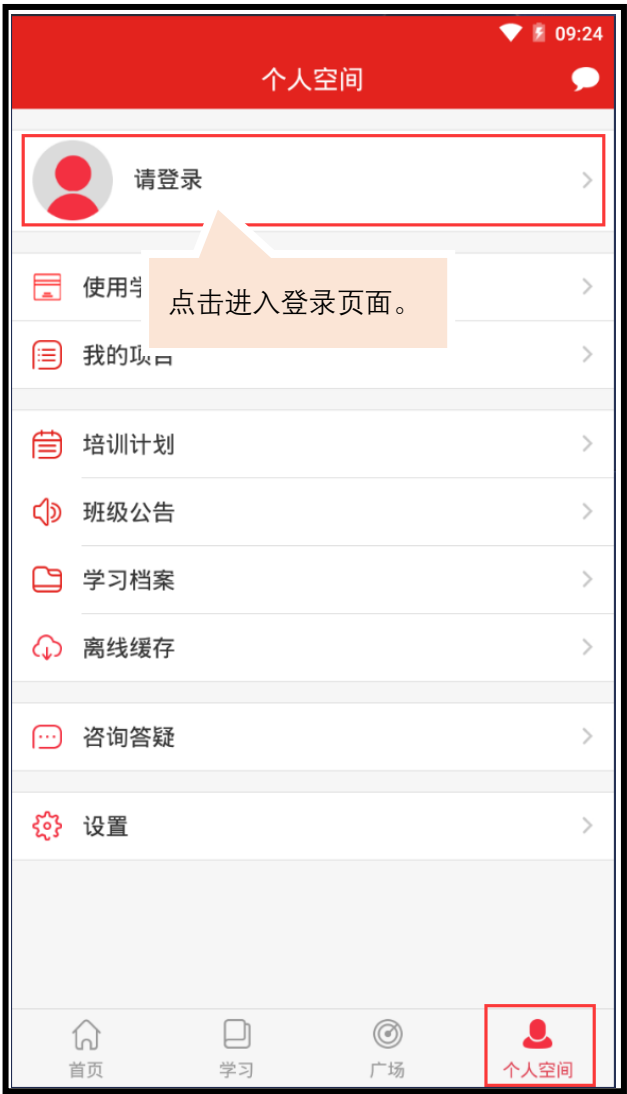 09:24
个人空间
请登录
使用学
点击进入登录页面。
我的项目
培训计划
班级公告
学习档案
离线缓存
咨询答疑
设置
首页
学习
广场
个人空间